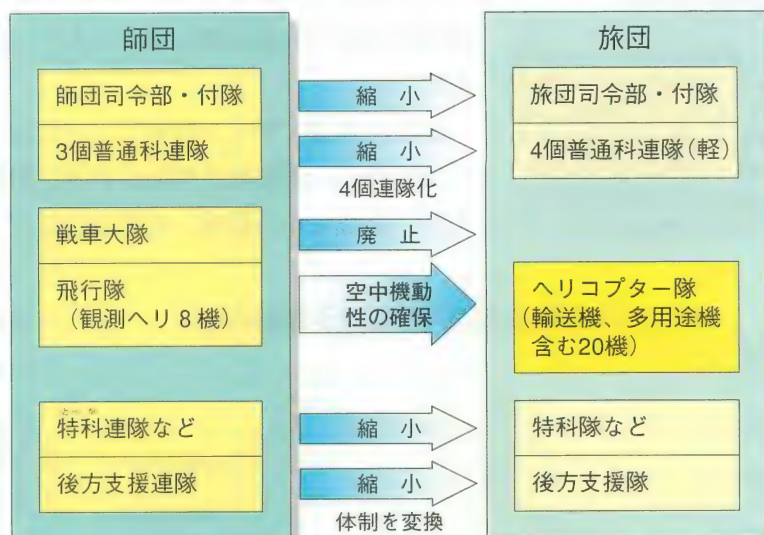 師団
師団司令部・付隊
3個普通科連隊
戦車大隊
飛行隊
(観測ヘリ8機)
とっか
特科連隊など
後方支援連隊
縮 小
縮 小
4個連隊化
廃 止
空中機動
性の確保
縮 小
縮 小
体制を変換
旅団
旅団司令部・付隊
4個普通科連隊(軽)
ヘリコプター隊
(輸送機、多用途機
含む20機)
特科隊など
後方支援隊